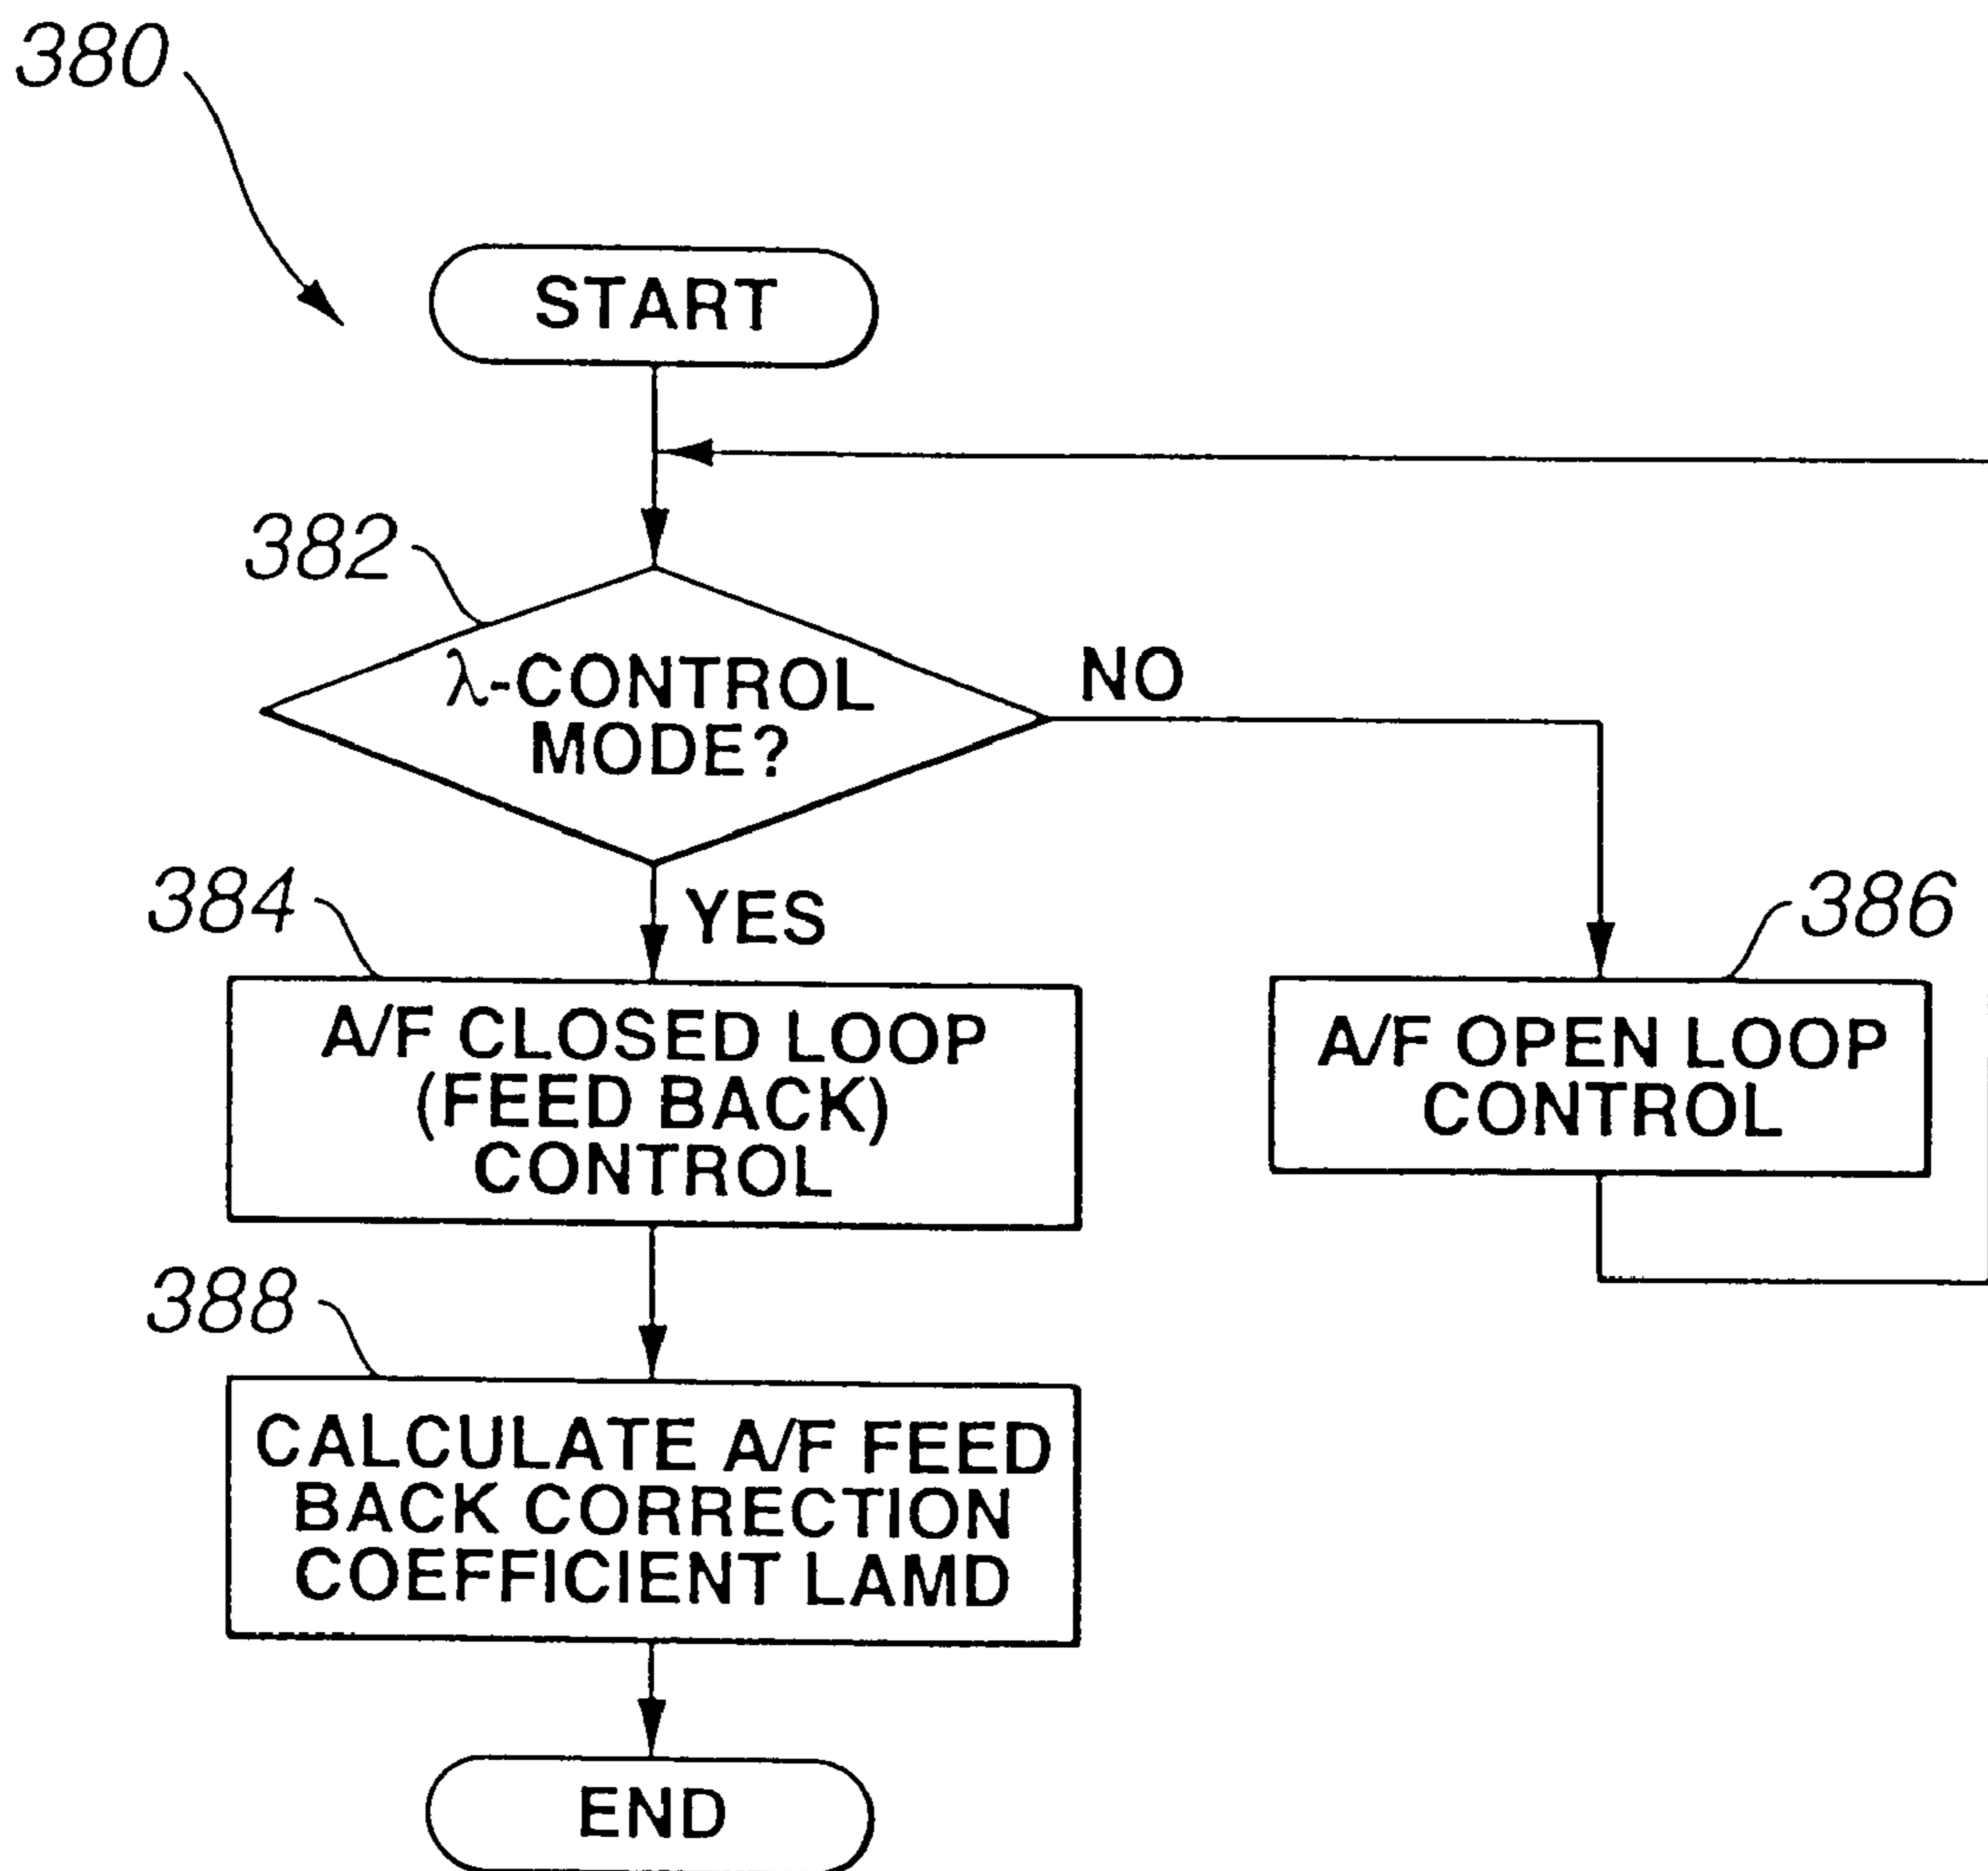 380
START
382
λ-CONTROL
MODE?
NO
YES
384
A/F CLOSED LOOP
(FEED BACK)
CONTROL
386
A/F OPEN LOOP
CONTROL
388
CALCULATE A/F FEED
BACK CORRECTION
COEFFICIENT LAMD
END